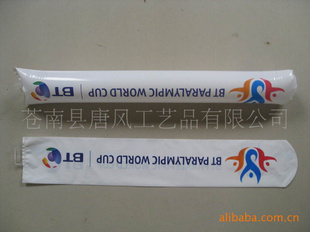 BT PARALYMPIC WORLD CUP
BT
苍南县唐风工艺品有限公司
BT PARALYMPIC WORLD CUP
BT
alibaba.com.cn